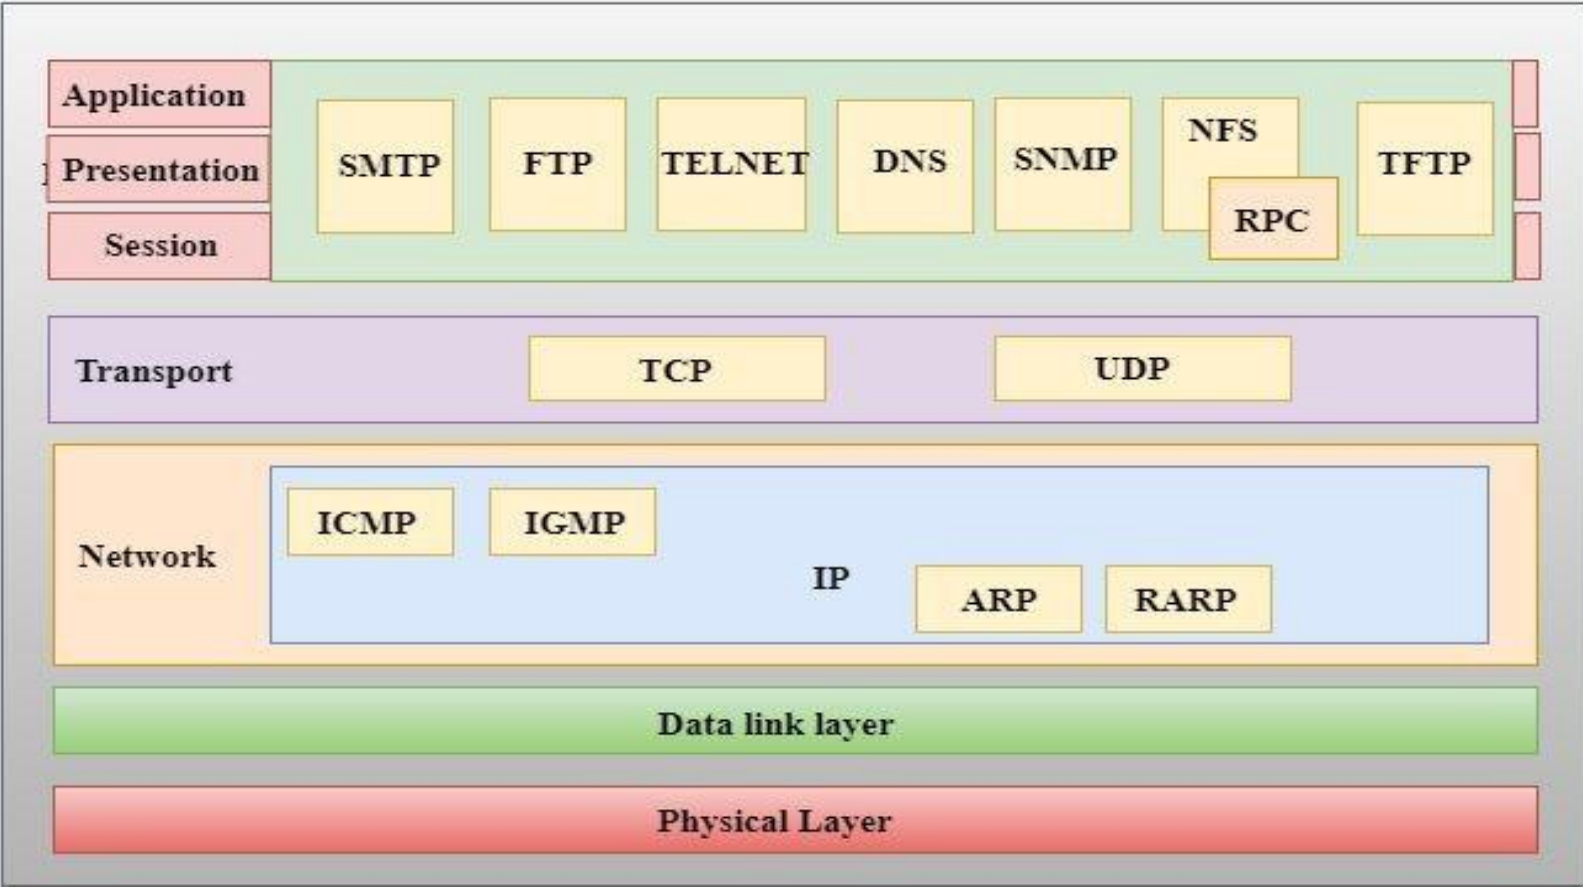 Application
Presentation
Session
SMTP
FTP
TELNET
DNS
SNMP
NFS
RPC
TFTP
Transport
TCP
UDP
Network
ICMP
IGMP
IP
ARP
RARP
Data link layer
Physical Layer